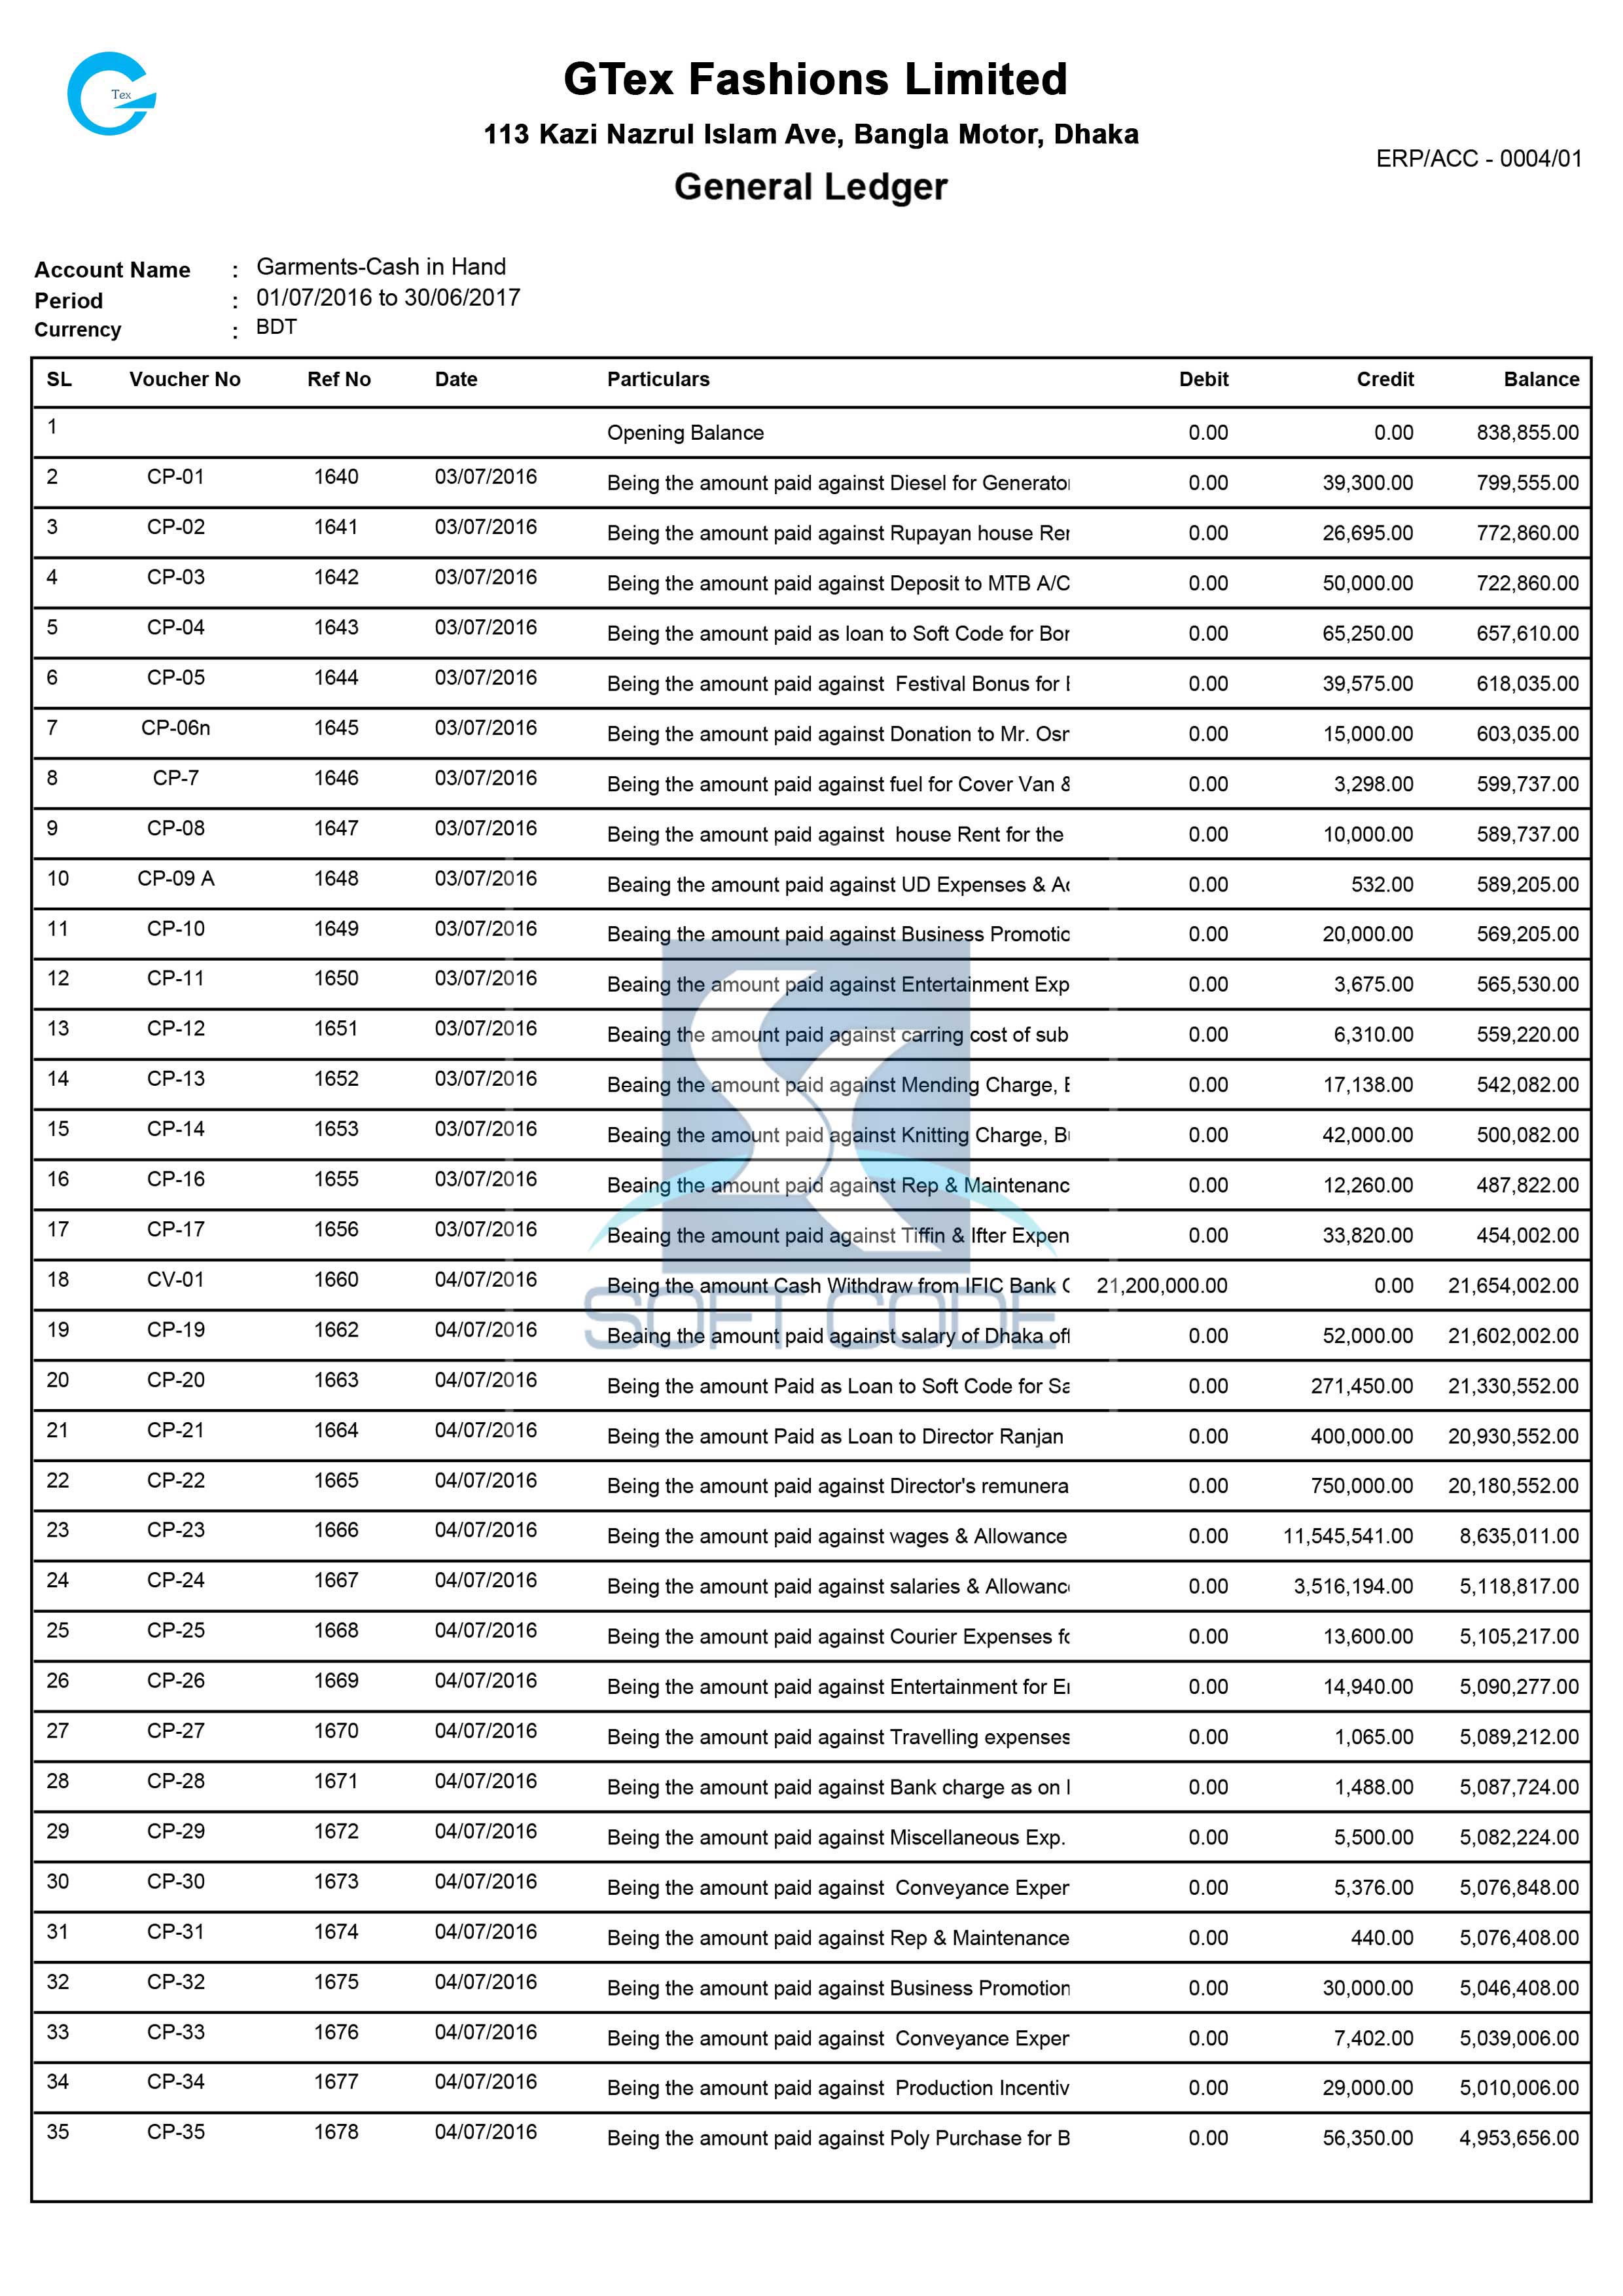 Tex
GTex Fashions Limited
113 Kazi Nazrul Islam Ave, Bangla Motor, Dhaka
ERP/ACC - 0004/01
General Ledger
Account Name : Garments-Cash in Hand
Period : 01/07/2016 to 30/06/2017
Currency : BDT
SL Voucher No Ref No Date Particulars Debit Credit Balance
1 Opening Balance 0.00 0.00 838,855.00
2 CP-01 1640 03/07/2016 Being the amount paid against Diesel for Generator 0.00 39,300.00 799,555.00
3 CP-02 1641 03/07/2016 Being the amount paid against Rupayan house Rer 0.00 26,695.00 772,860.00
4 CP-03 1642 03/07/2016 Being the amount paid against Deposit to MTB A/C 0.00 50,000.00 722,860.00
5 CP-04 1643 03/07/2016 Being the amount paid as loan to Soft Code for Bor 0.00 65,250.00 657,610.00
6 CP-05 1644 03/07/2016 Being the amount paid against Festival Bonus for 0.00 39,575.00 618,035.00
7 CP-06n 1645 03/07/2016 Being the amount paid against Donation to Mr. Osr 0.00 15,000.00 603,035.00
8 CP-7 1646 03/07/2016 Being the amount paid against fuel for Cover Van & 0.00 3,298.00 599,737.00
9 CP-08 1647 03/07/2016 Being the amount paid against house Rent for the 0.00 10,000.00 589,737.00
10 CP-09 A 1648 03/07/2016 Beaing the amount paid against UD Expenses & Ac 0.00 532.00 589,205.00
11 CP-10 1649 03/07/2016 Beaing the amount paid against Business Promotic 0.00 20,000.00 569,205.00
12 CP-11 1650 03/07/2016 Beaing the amount paid against Entertainment Exp 0.00 3,675.00 565,530.00
13 CP-12 1651 03/07/2016 Beaing the amount paid against carring cost of sub 0.00 6,310.00 559,220.00
14 CP-13 1652 03/07/2016 Beaing the amount paid against Mending Charge, 0.00 17,138.00 542,082.00
15 CP-14 1653 03/07/2016 Beaing the amount paid against Knitting Charge, B 0.00 42,000.00 500,082.00
16 CP-16 1655 03/07/2016 Beaing the amount paid against Rep & Maintenanc 0.00 12,260.00 487,822.00
17 CP-17 1656 03/07/2016 Beaing the amount paid against Tiffin & Ifter Expen 0.00 33,820.00 454,002.00
18 CV-01 1660 04/07/2016 Being the amount Cash Withdraw from IFIC Bank C 21,200,000.00 0.00 21,654,002.00
SOFT CODE
19 CP-19 1662 04/07/2016 Beaing the amount paid against salary of Dhaka off 0.00 52,000.00 21,602,002.00
20 CP-20 1663 04/07/2016 Being the amount Paid as Loan to Soft Code for Sa 0.00 271,450.00 21,330,552.00
21 CP-21 1664 04/07/2016 Being the amount Paid as Loan to Director Ranjan 0.00 400,000.00 20,930,552.00
22 CP-22 1665 04/07/2016 Being the amount paid against Director's remunera 0.00 750,000.00 20,180,552.00
23 CP-23 1666 04/07/2016 Being the amount paid against wages & Allowance 0.00 11,545,541.00 8,635,011.00
24 CP-24 1667 04/07/2016 Being the amount paid against salaries & Allowanc 0.00 3,516,194.00 5,118,817.00
25 CP-25 1668 04/07/2016 Being the amount paid against Courier Expenses fo 0.00 13,600.00 5,105,217.00
26 CP-26 1669 04/07/2016 Being the amount paid against Entertainment for Er 0.00 14,940.00 5,090,277.00
27 CP-27 1670 04/07/2016 Being the amount paid against Travelling expenses 0.00 1,065.00 5,089,212.00
28 CP-28 1671 04/07/2016 Being the amount paid against Bank charge as on 0.00 1,488.00 5,087,724.00
29 CP-29 1672 04/07/2016 Being the amount paid against Miscellaneous Exp. 0.00 5,500.00 5,082,224.00
30 CP-30 1673 04/07/2016 Being the amount paid against Conveyance Exper 0.00 5,376.00 5,076,848.00
31 CP-31 1674 04/07/2016 Being the amount paid against Rep & Maintenance 0.00 440.00 5,076,408.00
32 CP-32 1675 04/07/2016 Being the amount paid against Business Promotion 0.00 30,000.00 5,046,408.00
33 CP-33 1676 04/07/2016 Being the amount paid against Conveyance Exper 0.00 7,402.00 5,039,006.00
34 CP-34 1677 04/07/2016 Being the amount paid against Production Incentiv 0.00 29,000.00 5,010,006.00
35 CP-35 1678 04/07/2016 Being the amount paid against Poly Purchase for B 0.00 56,350.00 4,953,656.00